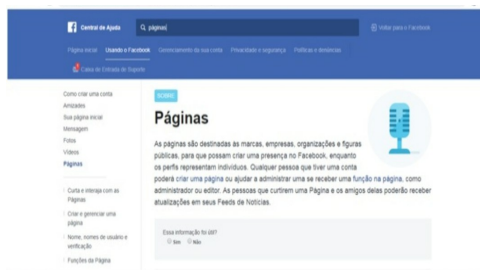 Central de Ajuda
páginas
Voltar para o Facebook
Página inicial Usando o Facebook Gerenciamento da sua conta Privacidade e segurança Políticas e denúncias
Caixa de Entrada de Suporte
Como criar uma conta
Amizades
Sua página inicial
Mensagem
Fotos
Vídeos
Páginas
Curta e interaja com as
Páginas
Criar e gerenciar uma
página
Nome, nomes de usuário e
verificação
Funções da Página
Páginas
As páginas são destinadas às marcas, empresas, organizações e figuras
públicas, para que possam criar uma presença no Facebook, enquanto
os perfis representam indivíduos. Qualquer pessoa que tiver uma conta
poderá criar uma página ou ajudar a administrar uma se receber uma função na página, como
administrador ou editor. As pessoas que curtirem uma Página e os amigos delas poderão receber
atualizações em seus Feeds de Notícias.
Essa informação foi útil?
Sim Não